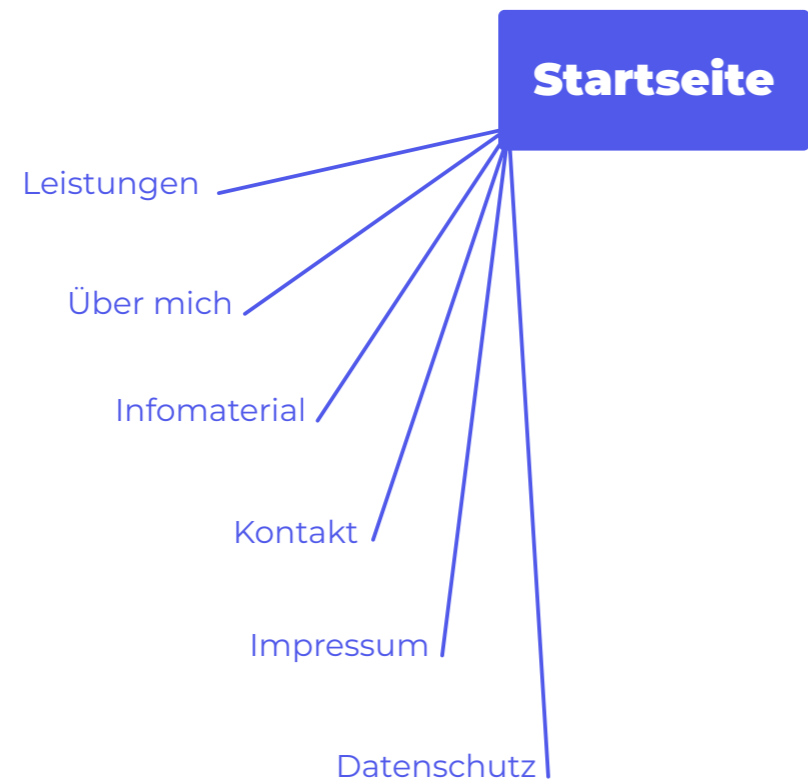 Startseite
Leistungen
Über mich
Infomaterial
Kontakt
Impressum
Datenschutz